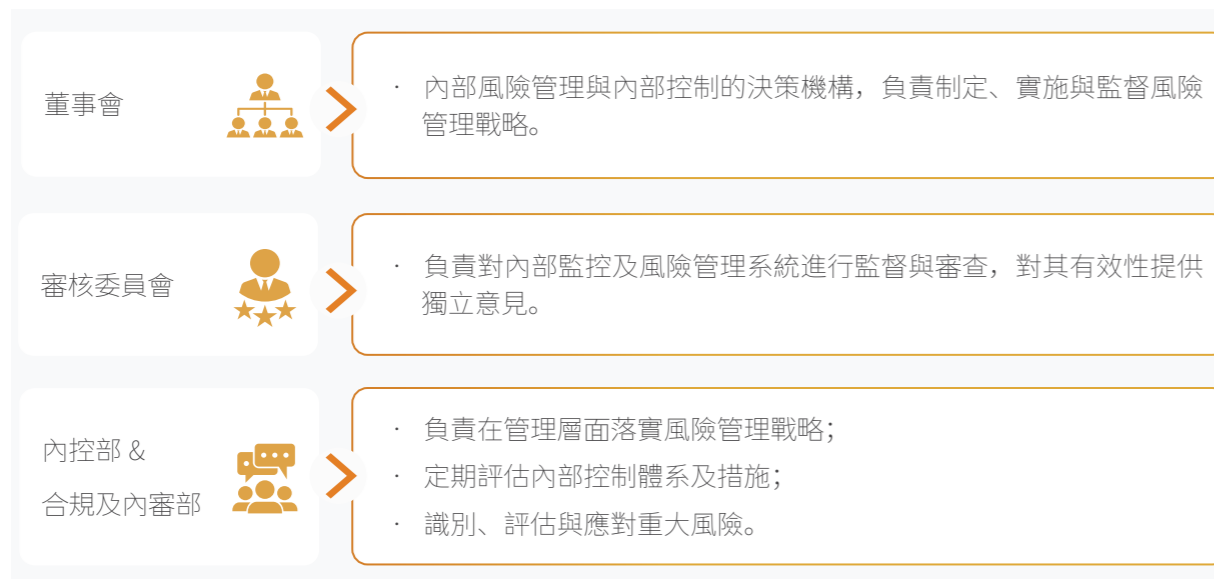 董事會
· 內部風險管理與內部控制的決策機構，負責制定、實施與監督風險
管理戰略。
審核委員會
· 負責對內部監控及風險管理系統進行監督與審查，對其有效性提供
獨立意見。
內控部 &
合規及內審部
· 負責在管理層面落實風險管理戰略；
· 定期評估內部控制體系及措施；
· 識別、評估與應對重大風險。